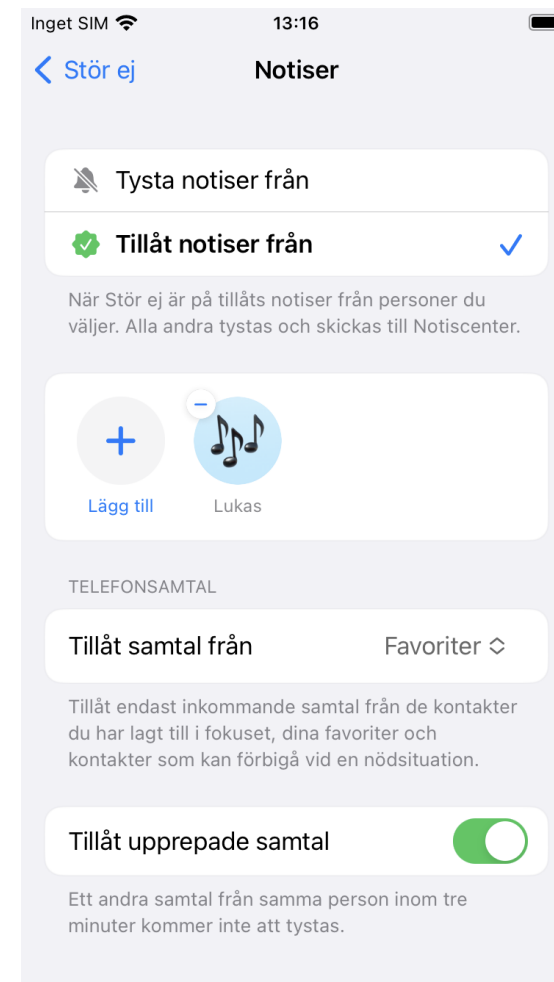 Inget SIM 13:16
Stör ej Notiser
Tysta notiser från
Tillåt notiser från
När Stör ej är på tillåts notiser från personer du
väljer. Alla andra tystas och skickas till Notiscenter.
Lägg till Lukas
TELEFONSAMTAL
Tillåt samtal från Favoriter
Tillåt endast inkommande samtal från de kontakter
du har lagt till i fokuset, dina favoriter och
kontakter som kan förbigå vid en nödsituation.
Tillåt upprepade samtal
Ett andra samtal från samma person inom tre
minuter kommer inte att tystas.